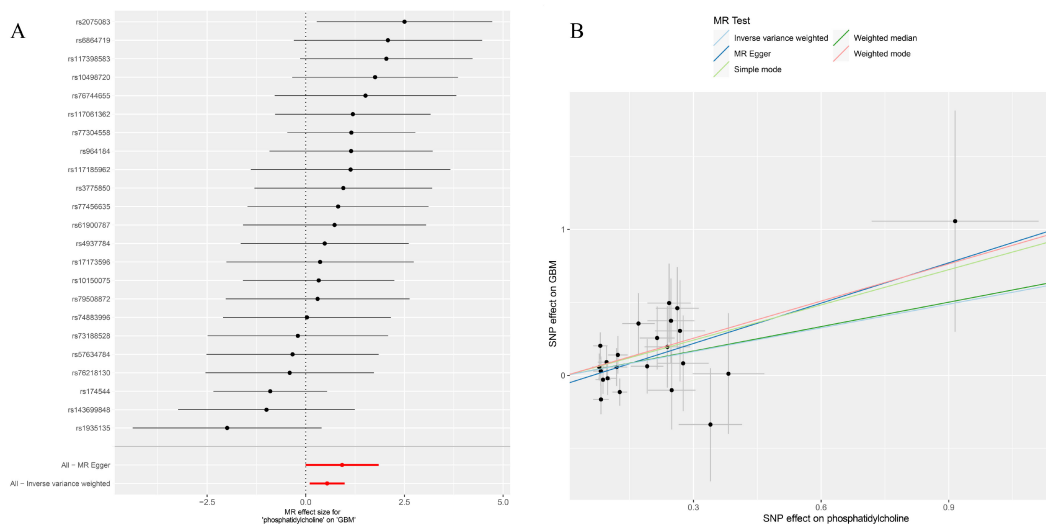 A
rs2075083
rs6864719
rs117398583
rs10498720
rs76744655
rs117061362
rs77304558
rs964184
rs117185962
rs3775850
rs77456635
rs61900787
rs4937784
rs17173596
rs10150075
rs79508872
rs74883996
rs73188528
rs57634784
rs76218130
rs174544
rs143699848
rs1935135
All − MR Egger
All − Inverse variance weighted
−2.5 0.0 2.5 5.0
MR effect size for
'phosphatidylcholine' on 'GBM'
B
MR Test
Inverse variance weighted
MR Egger
Simple mode
Weighted median
Weighted mode
SNP effect on GBM
1
0
0.3 0.6 0.9
SNP effect on phosphatidylcholine